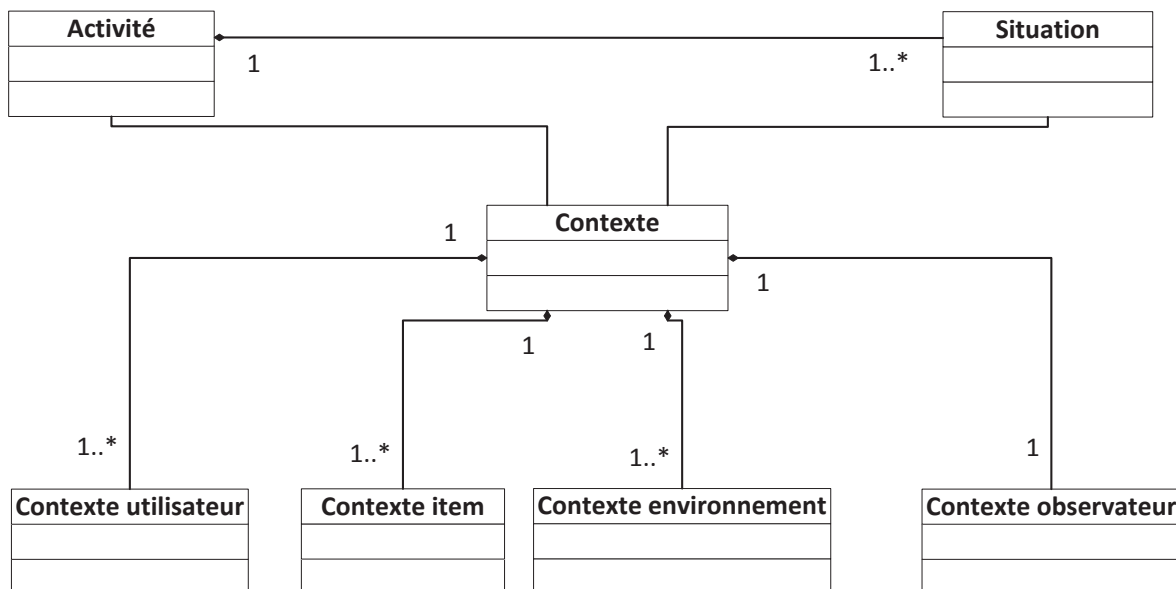 Activité
Situation
1
1..*
Contexte
1
1
1
1
1..*
1..*
1..*
1
Contexte utilisateur
Contexte item
Contexte environnement
Contexte observateur